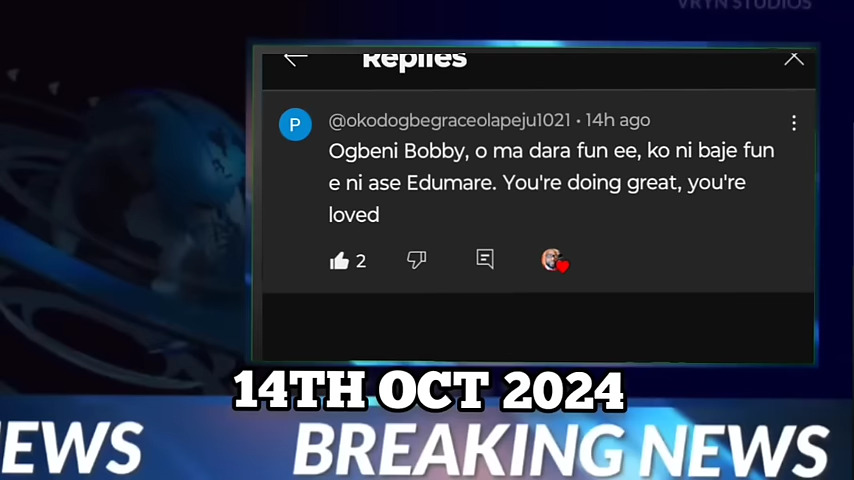 VRYN STUDIOS
Replies
P
@okodogbegraceolapeju1021 • 14h ago
Ogbeni Bobby, o ma dara fun ee, ko ni baje fun
e ni ase Edumare. You're doing great, you're
loved
2
14TH OCT 2024
EWS BREAKING NEWS